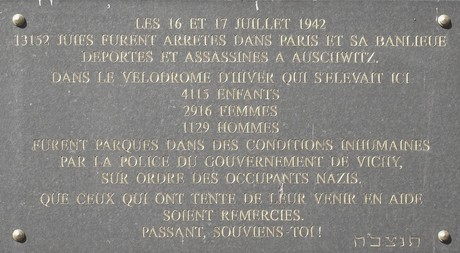 LES 16 ET 17 JUILLET 1942
13152 JUIFS FURENT ARRETES DANS PARIS ET SA BANLIEUE
DEPORTES ET ASSASSINES A AUSCHWITZ.
DANS LE VELODROME D'HIVER QUI S'ELEVAIT ICI
4115 ENFANTS
2916 FEMMES
1129 HOMMES
FURENT PARQUES DANS DES CONDITIONS INHUMAINES
PAR LA POLICE DU GOUVERNEMENT DE VICHY,
SUR ORDRE DES OCCUPANTS NAZIS.
QUE CEUX QUI ONT TENTE DE LEUR VENIR EN AIDE
SOIENT REMERCIES.
PASSANT, SOUVIENS-TOI!
תנצב"ה